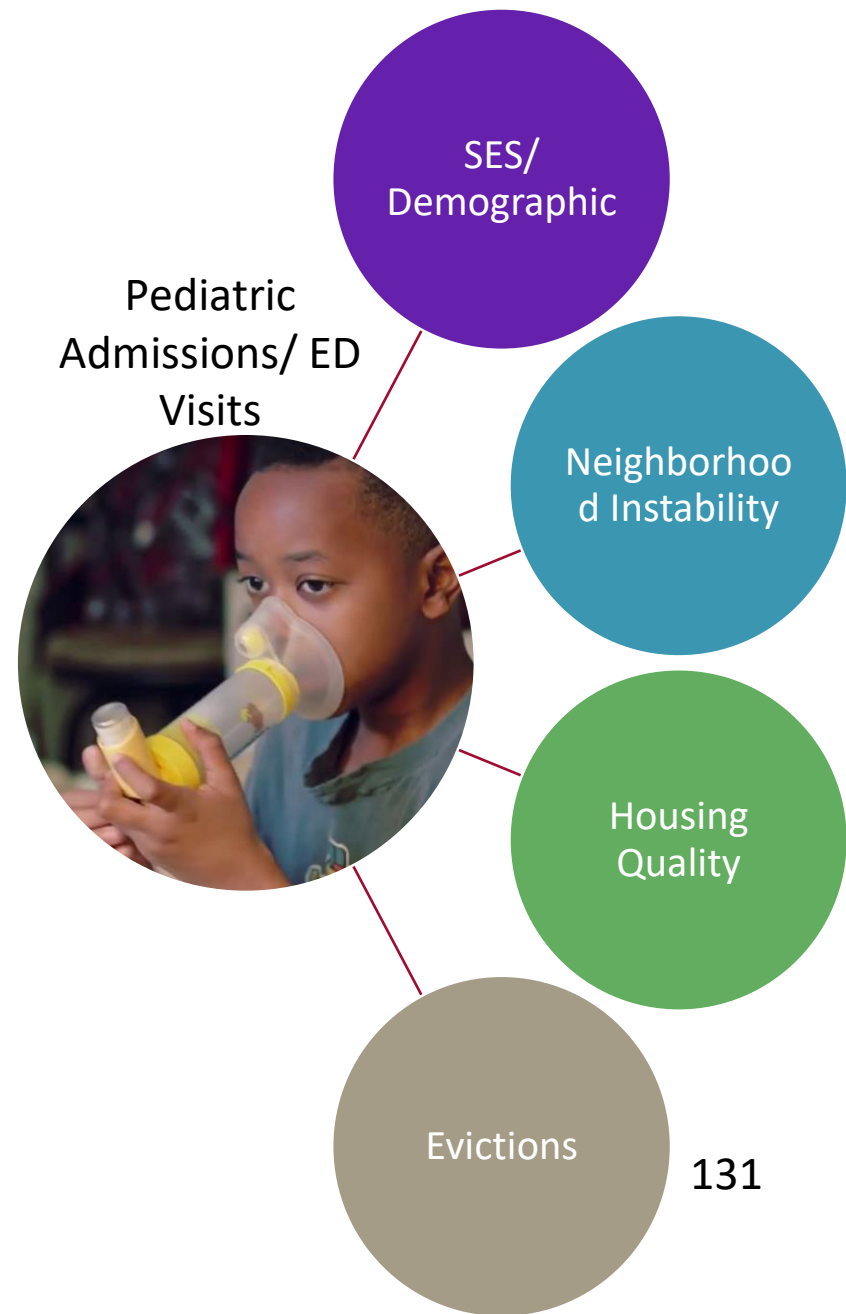 SES/
Demographic
Pediatric
Admissions/ ED
Visits
Neighborhoo
d Instability
Housing
Quality
Evictions
131